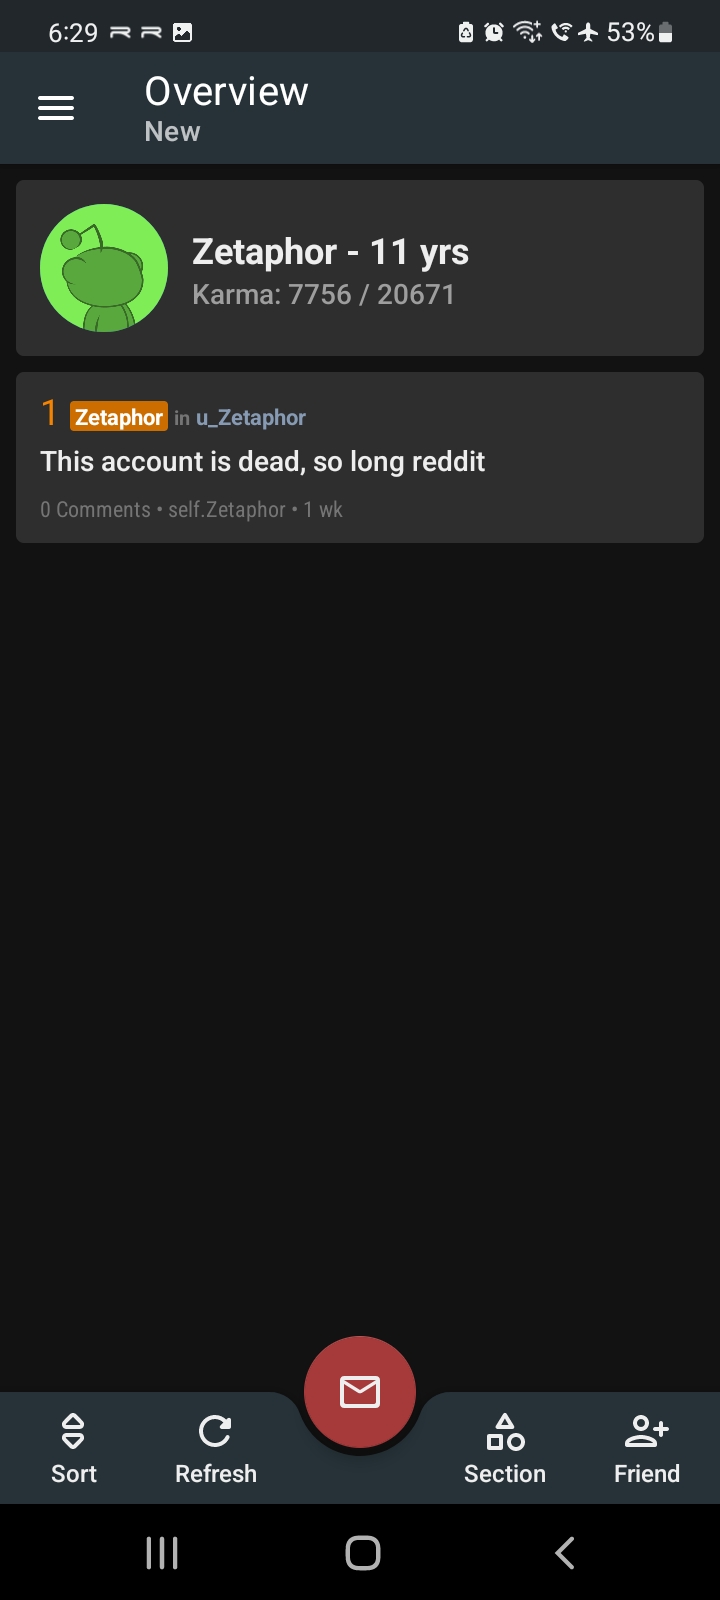 6:29 53%
Overview
New
Zetaphor - 11 yrs
Karma: 7756 / 20671
1 Zetaphor in u_Zetaphor
This account is dead, so long reddit
0 Comments • self.Zetaphor • 1 wk
Sort Refresh Section Friend